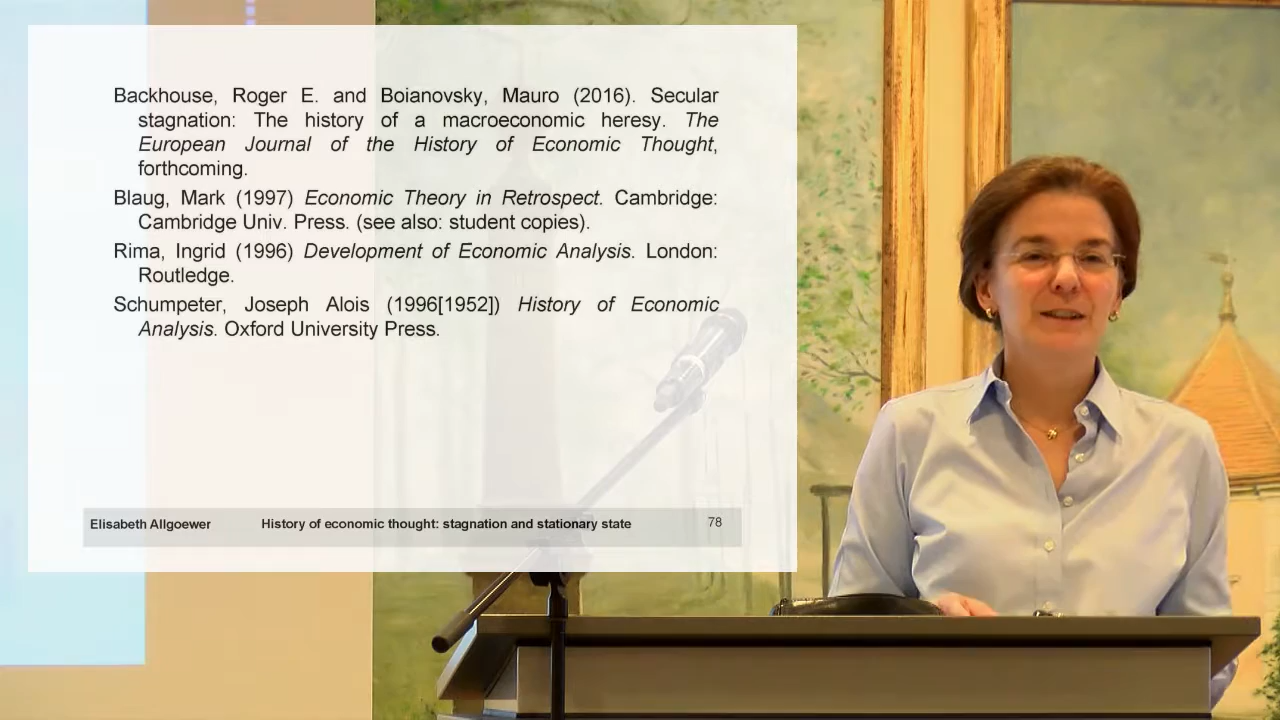 Backhouse, Roger E. and Boianovsky, Mauro (2016). Secular
stagnation: The history of a macroeconomic heresy. The
European Journal of the History of Economic Thought,
forthcoming.
Blaug, Mark (1997) Economic Theory in Retrospect. Cambridge:
Cambridge Univ. Press. (see also: student copies).
Rima, Ingrid (1996) Development of Economic Analysis. London:
Routledge.
Schumpeter, Joseph Alois (1996[1952]) History of Economic
Analysis. Oxford University Press.
Elisabeth Allgoewer History of economic thought: stagnation and stationary state 78